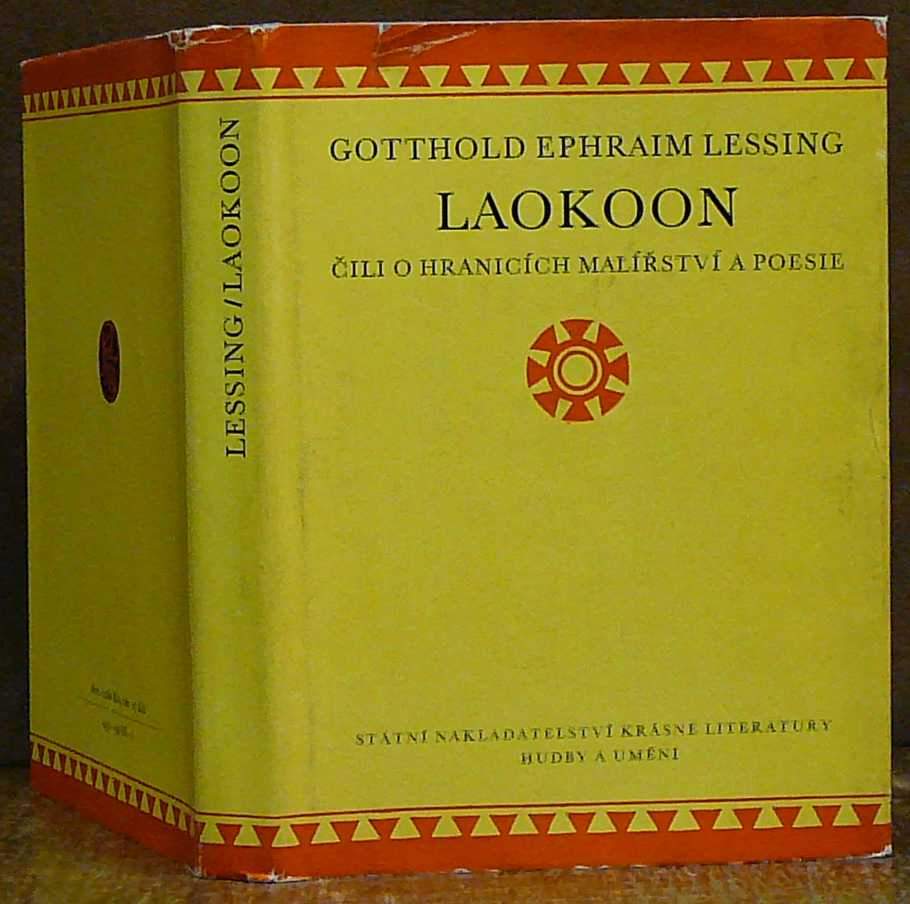 GOTTHOLD EPHRAIM LESSING
LAOKOON
ČILI O HRANICÍCH MALÍŘSTVÍ A POESIE
STÁTNÍ NAKLADATELSTVÍ KRÁSNÉ LITERATURY
HUDBY A UMĚNÍ
LESSING/LAOKOON